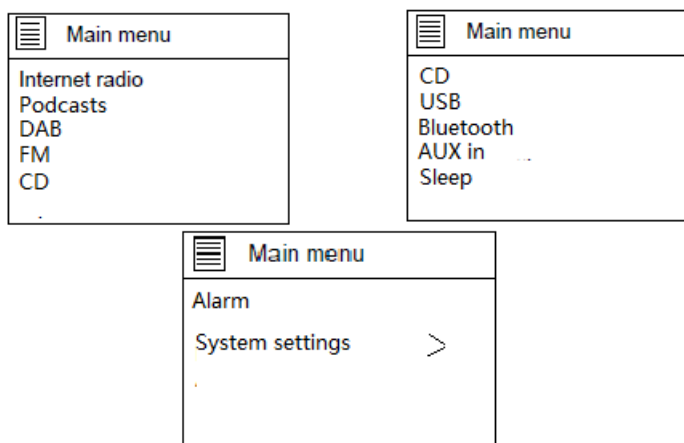 Main menu
Internet radio
Podcasts
DAB
FM
CD
Main menu
CD
USB
Bluetooth
AUX in
Sleep
Main menu
Alarm
System settings >